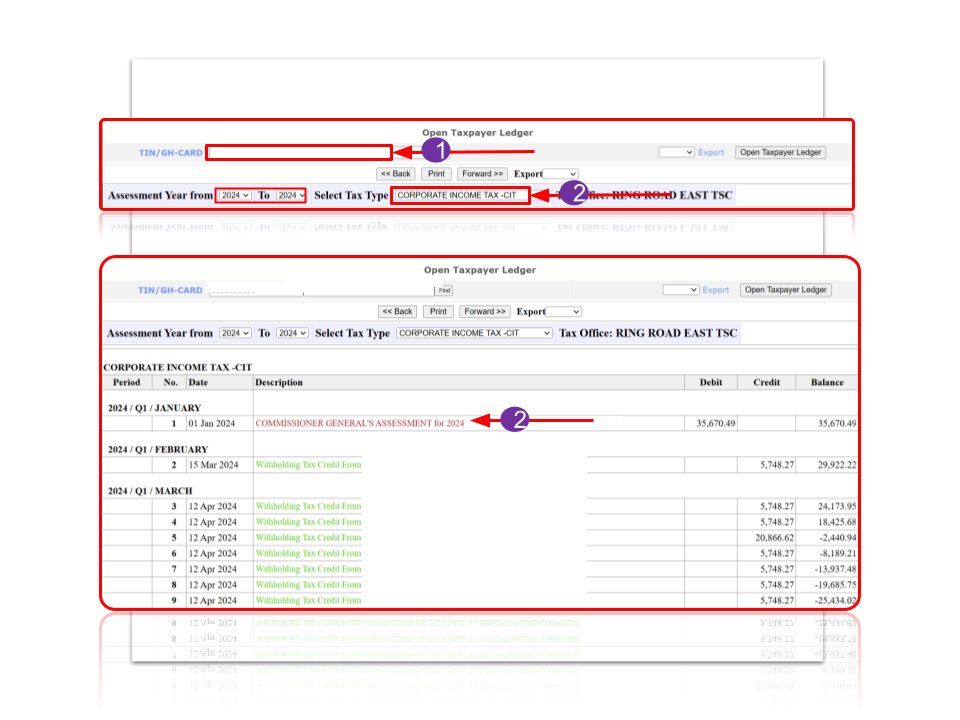 Open Taxpayer Ledger
TIN/GH-CARD 1 Export Open Taxpayer Ledger
<< Back Print Forward >> Export
Assessment Year from 2024 To 2024 Select Tax Type CORPORATE INCOME TAX -CIT 2 Tax Office: RING ROAD EAST TSC
Open Taxpayer Ledger
TIN/GH-CARD Find Export Open Taxpayer Ledger
<< Back Print Forward >> Export
Assessment Year from 2024 To 2024 Select Tax Type CORPORATE INCOME TAX -CIT Tax Office: RING ROAD EAST TSC
CORPORATE INCOME TAX -CIT
Period No. Date Description Debit Credit Balance
2024 / Q1 / JANUARY
1 01 Jan 2024 COMMISSIONER GENERAL'S ASSESSMENT for 2024 2 35,670.49 35,670.49
2024 / Q1 / FEBRUARY
2 15 Mar 2024 Withholding Tax Credit From 5,748.27 29,922.22
2024 / Q1 / MARCH
3 12 Apr 2024 Withholding Tax Credit From 5,748.27 24,173.95
4 12 Apr 2024 Withholding Tax Credit From 5,748.27 18,425.68
5 12 Apr 2024 Withholding Tax Credit From 20,866.62 -2,440.94
6 12 Apr 2024 Withholding Tax Credit From 5,748.27 -8,189.21
7 12 Apr 2024 Withholding Tax Credit From 5,748.27 -13,937.48
8 12 Apr 2024 Withholding Tax Credit From 5,748.27 -19,685.75
9 12 Apr 2024 Withholding Tax Credit From 5,748.27 -25,434.02